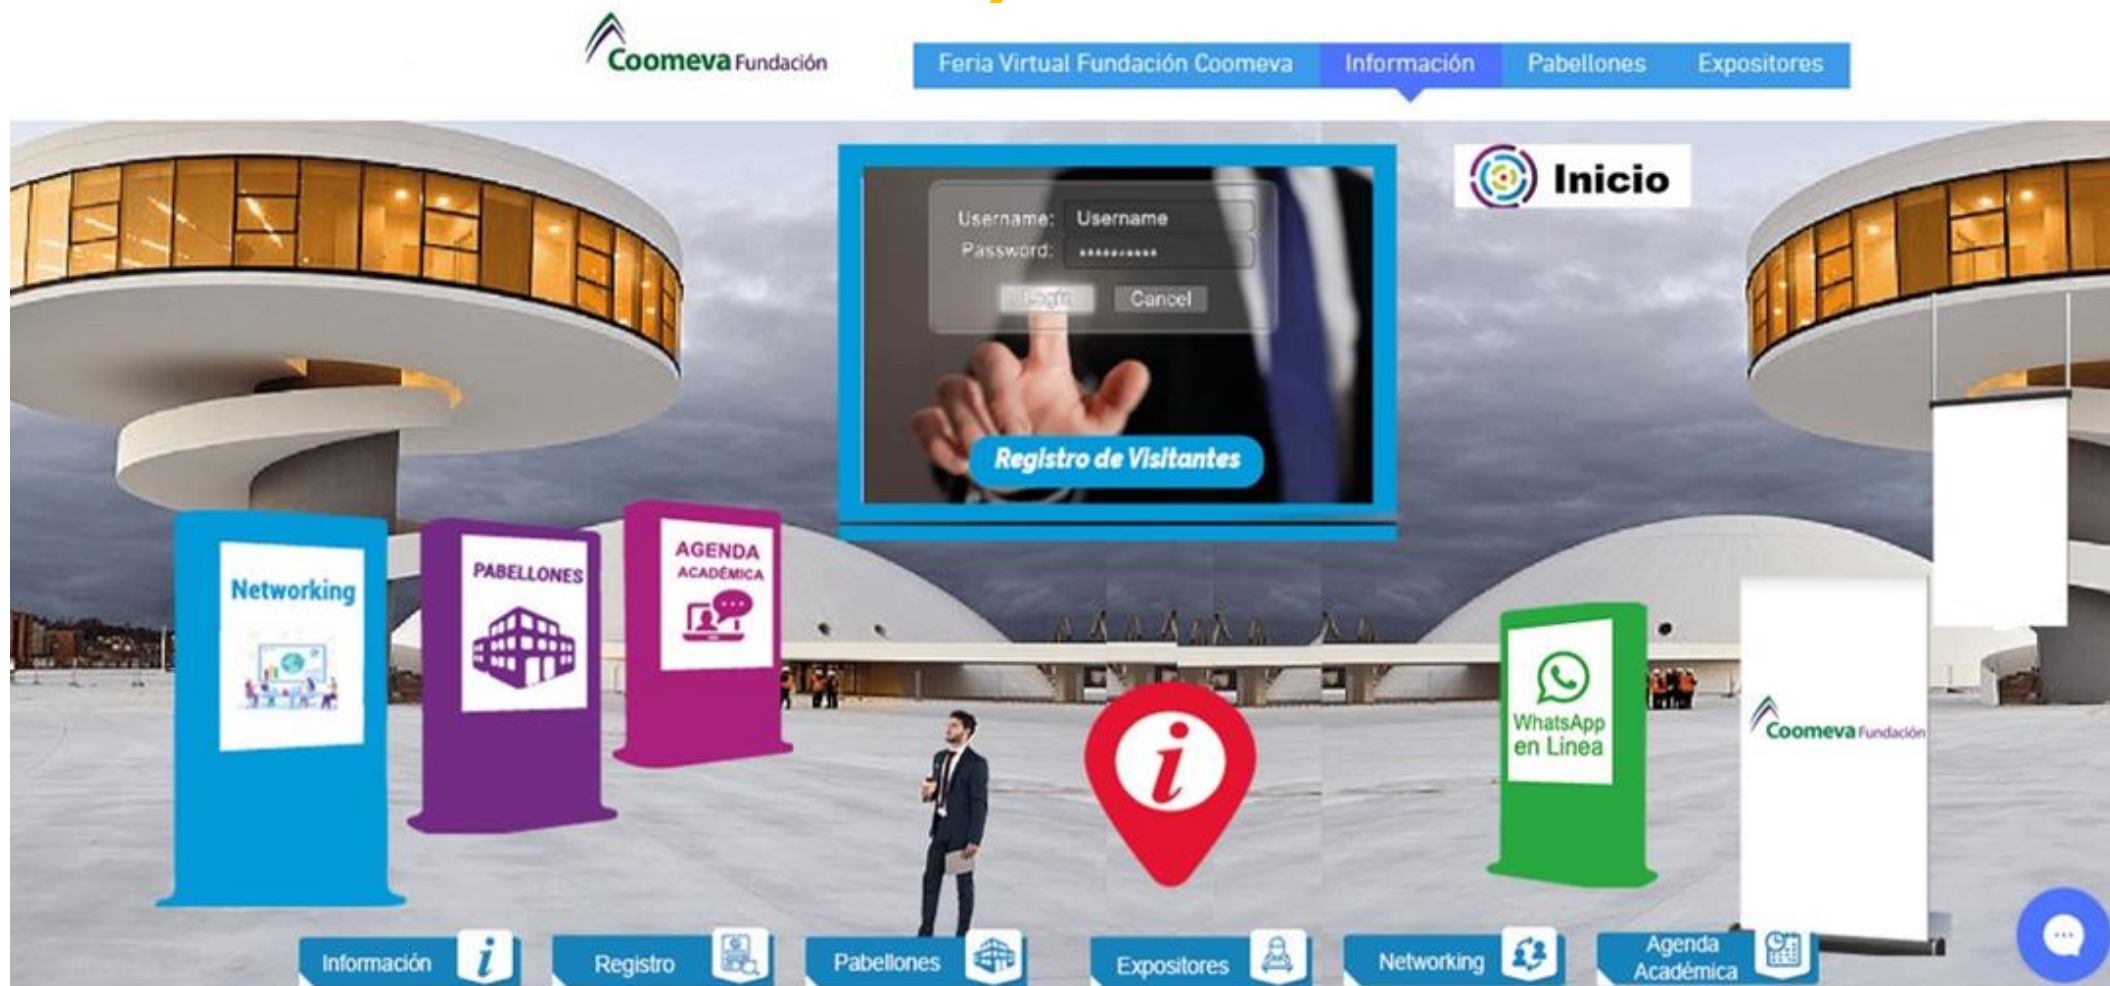 Coomeva Fundación
Feria Virtual Fundación Coomeva
Información
Pabellones
Expositores
Inicio
Username: Username
Password: **********
Cancel
Registro de Visitantes
Networking
PABELLONES
AGENDA
ACADÉMICA
WhatsApp
en Linea
Coomeva Fundación
Información
Registro
Pabellones
Expositores
Networking
Agenda
Académica